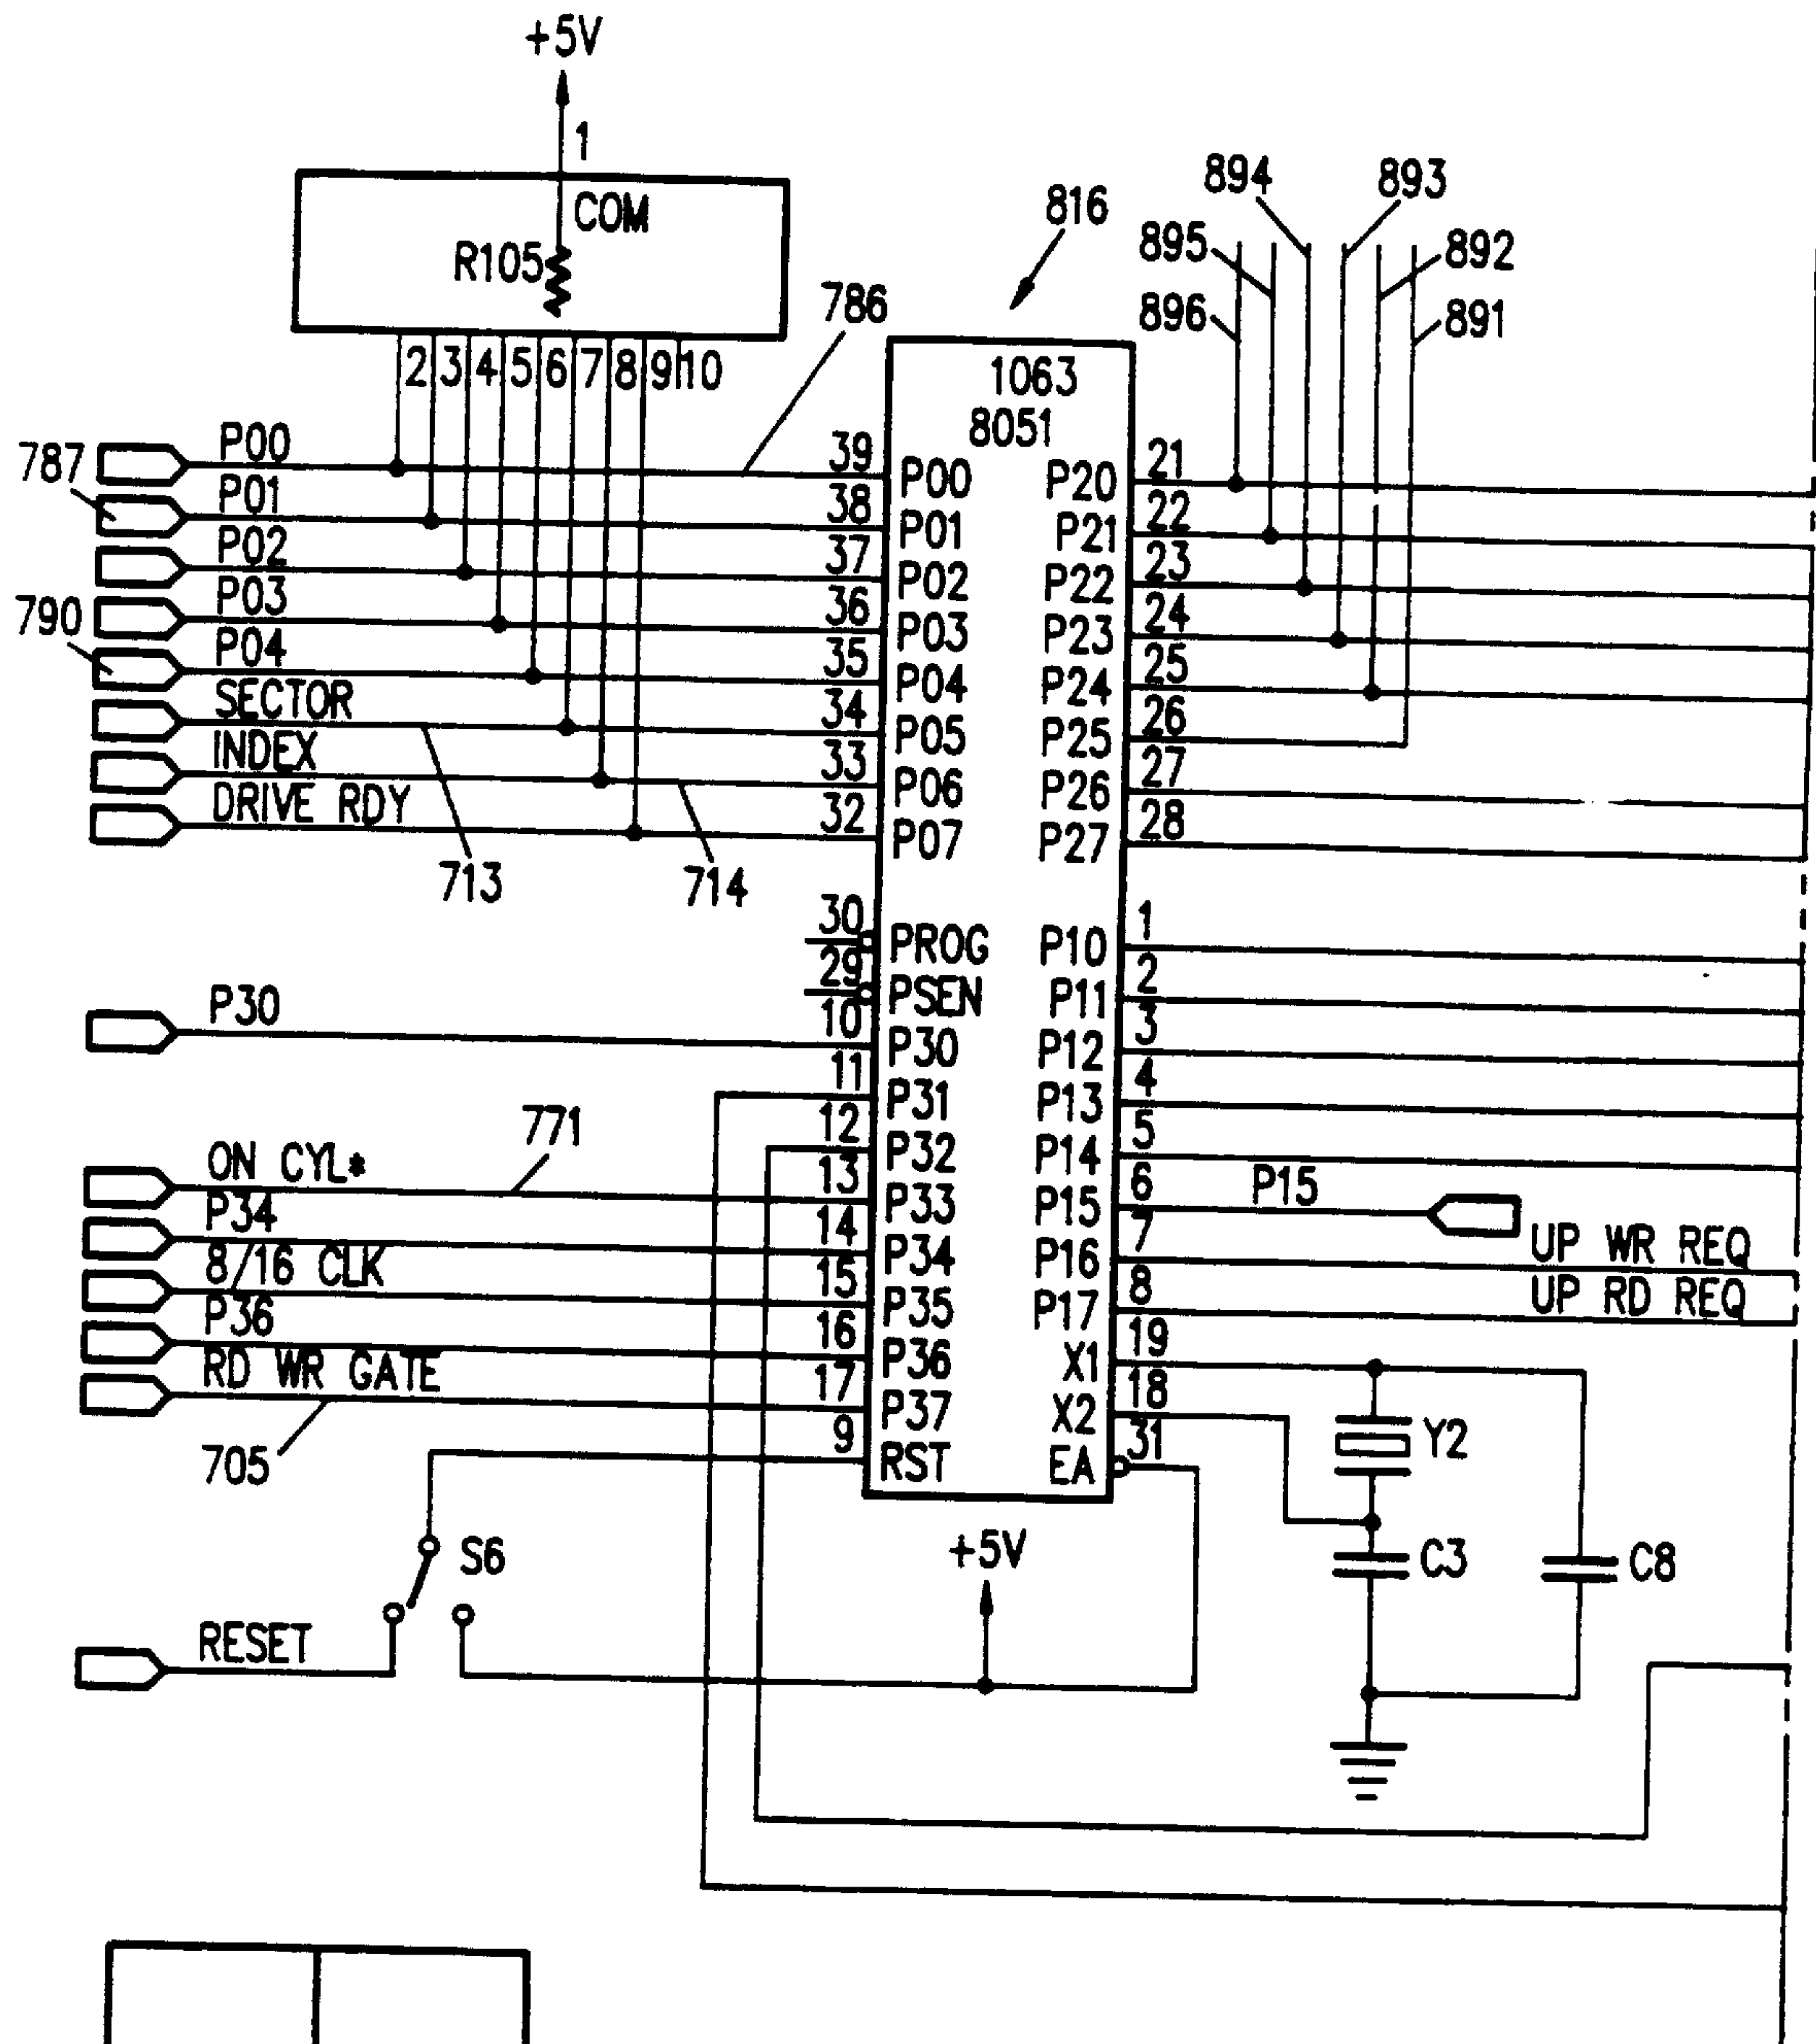 +5V
1
COM
R105
2 3 4 5 6 7 8 9 10
786
816
894
893
895
892
896
891
1063
8051
787
P00
39
P00
P20
21
P01
38
P01
P21
22
P02
37
P02
P22
23
790
P03
36
P03
P23
24
P04
35
P04
P24
25
SECTOR
34
P05
P25
26
INDEX
33
P06
P26
27
DRIVE RDY
32
P07
P27
28
713
714
30
PROG
P10
1
29
PSEN
P11
2
P30
10
P30
P12
3
11
P31
P13
4
771
12
P32
P14
5
ON CYL*
13
P33
P15
6
P15
P34
14
P34
P16
7
UP WR REQ
8/16 CLK
15
P35
P17
8
UP RD REQ
P36
16
P36
X1
19
RD WR GATE
17
P37
X2
18
Y2
705
9
RST
EA
31
S6
+5V
C3
C8
RESET